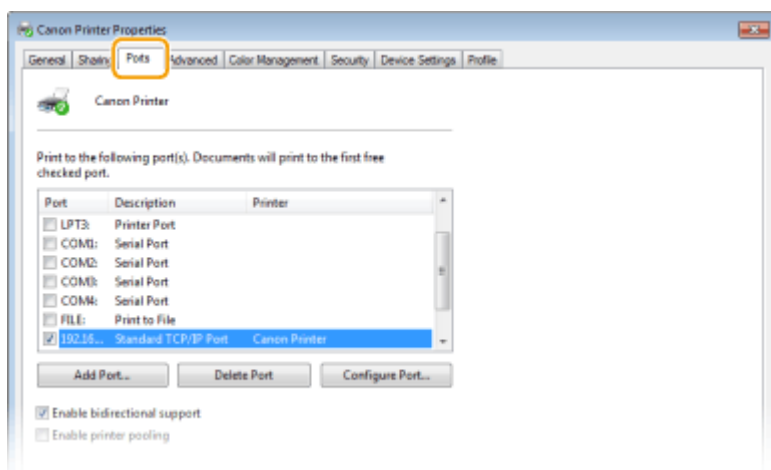 Canon Printer Properties
General Sharing Ports Advanced Color Management Security Device Settings Profile
Canon Printer
Print to the following port(s). Documents will print to the first free
checked port.
Port Description Printer
LPT3: Printer Port
COM1: Serial Port
COM2: Serial Port
COM3: Serial Port
COM4: Serial Port
FILE: Print to File
192.16... Standard TCP/IP Port Canon Printer
Add Port... Delete Port Configure Port...
Enable bidirectional support
Enable printer pooling